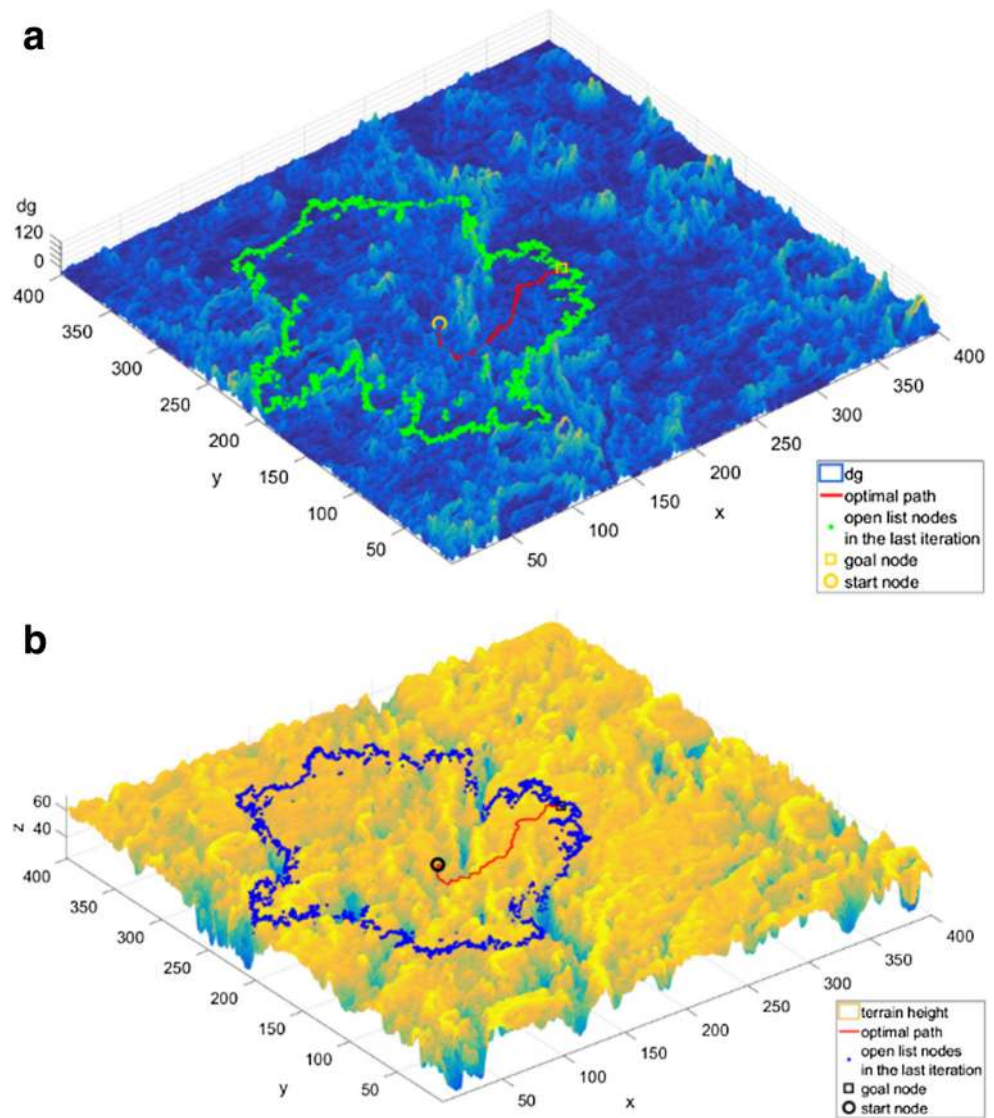 a
dg
120
0
400
350
300
250
200
150
100
50
y
50
100
150
200
250
300
350
400
x
dg
optimal path
open list nodes
in the last iteration
goal node
start node
b
60
40
z
400
350
300
250
200
150
100
50
y
50
100
150
200
250
300
350
400
x
terrain height
optimal path
open list nodes
in the last iteration
goal node
start node